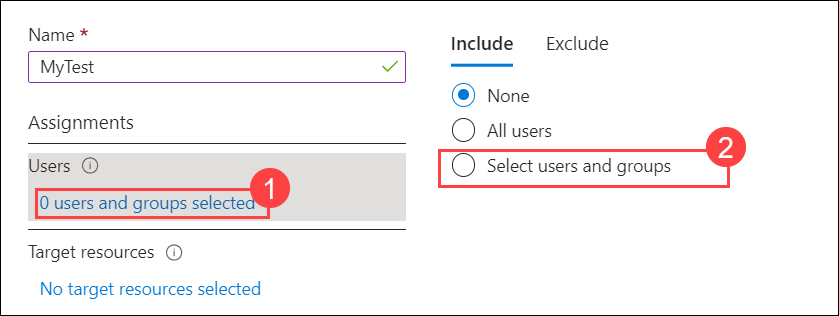 Name *
MyTest
Assignments
Users
0 users and groups selected
1
Target resources
No target resources selected
Include Exclude
None
All users
Select users and groups
2